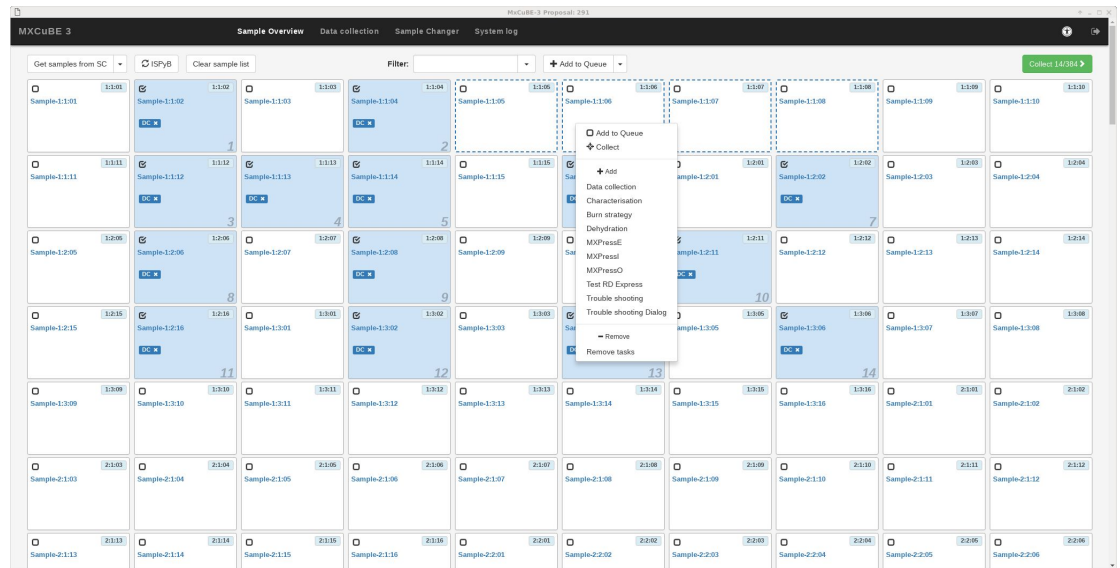 MXCuBE-3 Proposal: 291
MXCuBE 3 Sample Overview Data collection Sample Changer System log
Get samples from SC ISPyB Clear sample list Filter: Add to Queue Collect 14/384
1:1:01 1:1:02 1:1:03 1:1:04 1:1:05 1:1:06 1:1:07 1:1:08 1:1:09 1:1:10
Sample-1:1:01 Sample-1:1:02 Sample-1:1:03 Sample-1:1:04 Sample-1:1:05 Sample-1:1:06 Sample-1:1:07 Sample-1:1:08 Sample-1:1:09 Sample-1:1:10
DC DC
1 2
Add to Queue
Collect
Add
Data collection
Characterisation
Burn strategy
Dehydration
MXPressE
MXPressI
MXPressO
Test RD Express
Trouble shooting
Trouble shooting Dialog
Remove
Remove tasks
1:1:11 1:1:12 1:1:13 1:1:14 1:1:15 1:2:01 1:2:02 1:2:03 1:2:04
Sample-1:1:11 Sample-1:1:12 Sample-1:1:13 Sample-1:1:14 Sample-1:1:15 ample-1:2:01 Sample-1:2:02 Sample-1:2:03 Sample-1:2:04
DC DC DC DC
3 4 5 7
1:2:05 1:2:06 1:2:07 1:2:08 1:2:09 1:2:11 1:2:12 1:2:13 1:2:14
Sample-1:2:05 Sample-1:2:06 Sample-1:2:07 Sample-1:2:08 Sample-1:2:09 ample-1:2:11 Sample-1:2:12 Sample-1:2:13 Sample-1:2:14
DC DC DC
8 9 10
1:2:15 1:2:16 1:3:01 1:3:02 1:3:03 1:3:05 1:3:06 1:3:07 1:3:08
Sample-1:2:15 Sample-1:2:16 Sample-1:3:01 Sample-1:3:02 Sample-1:3:03 ample-1:3:05 Sample-1:3:06 Sample-1:3:07 Sample-1:3:08
DC DC DC
11 12 13 14
1:3:09 1:3:10 1:3:11 1:3:12 1:3:13 1:3:14 1:3:15 1:3:16 2:1:01 2:1:02
Sample-1:3:09 Sample-1:3:10 Sample-1:3:11 Sample-1:3:12 Sample-1:3:13 Sample-1:3:14 Sample-1:3:15 Sample-1:3:16 Sample-2:1:01 Sample-2:1:02
2:1:03 2:1:04 2:1:05 2:1:06 2:1:07 2:1:08 2:1:09 2:1:10 2:1:11 2:1:12
Sample-2:1:03 Sample-2:1:04 Sample-2:1:05 Sample-2:1:06 Sample-2:1:07 Sample-2:1:08 Sample-2:1:09 Sample-2:1:10 Sample-2:1:11 Sample-2:1:12
2:1:13 2:1:14 2:1:15 2:1:16 2:2:01 2:2:02 2:2:03 2:2:04 2:2:05 2:2:06
Sample-2:1:13 Sample-2:1:14 Sample-2:1:15 Sample-2:1:16 Sample-2:2:01 Sample-2:2:02 Sample-2:2:03 Sample-2:2:04 Sample-2:2:05 Sample-2:2:06